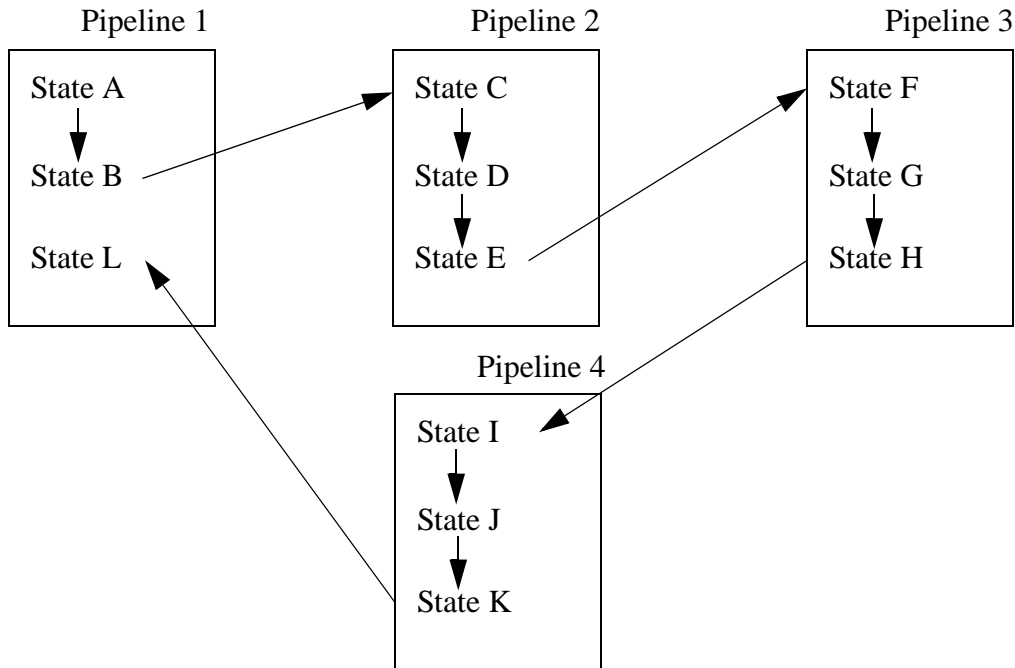 Pipeline 1
State A
State B
State L
Pipeline 2
State C
State D
State E
Pipeline 3
State F
State G
State H
Pipeline 4
State I
State J
State K